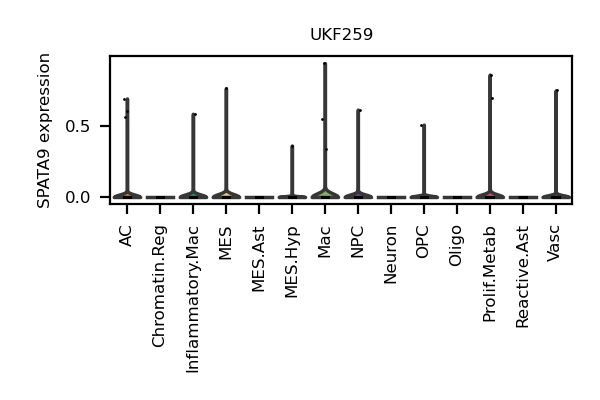 UKF259
SPATA9 expression
0.5
0.0
AC
Chromatin.Reg
Inflammatory.Mac
MES
MES.Ast
MES.Hyp
Mac
NPC
Neuron
OPC
Oligo
Prolif.Metab
Reactive.Ast
Vasc